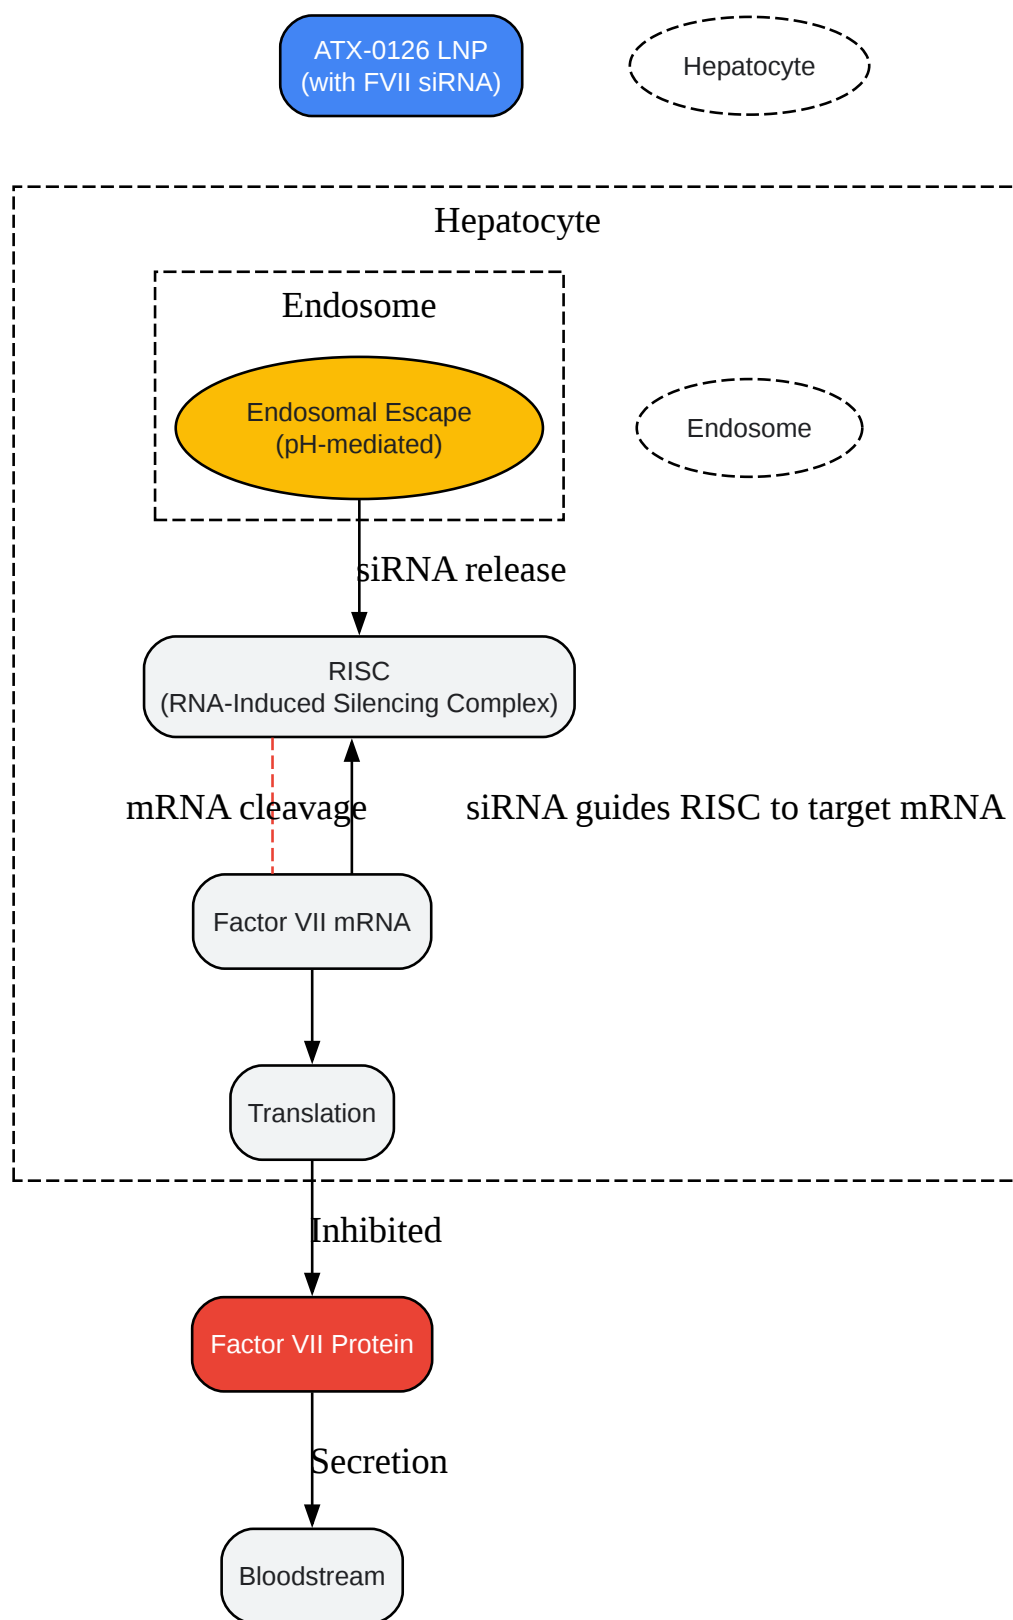 ATX-0126 LNP
(with FVII siRNA)
Hepatocyte
Hepatocyte
Endosome
Endosomal Escape
(pH-mediated)
Endosome
siRNA release
RISC
(RNA-Induced Silencing Complex)
mRNA cleavage
siRNA guides RISC to target mRNA
Factor VII mRNA
Translation
Inhibited
Factor VII Protein
Secretion
Bloodstream